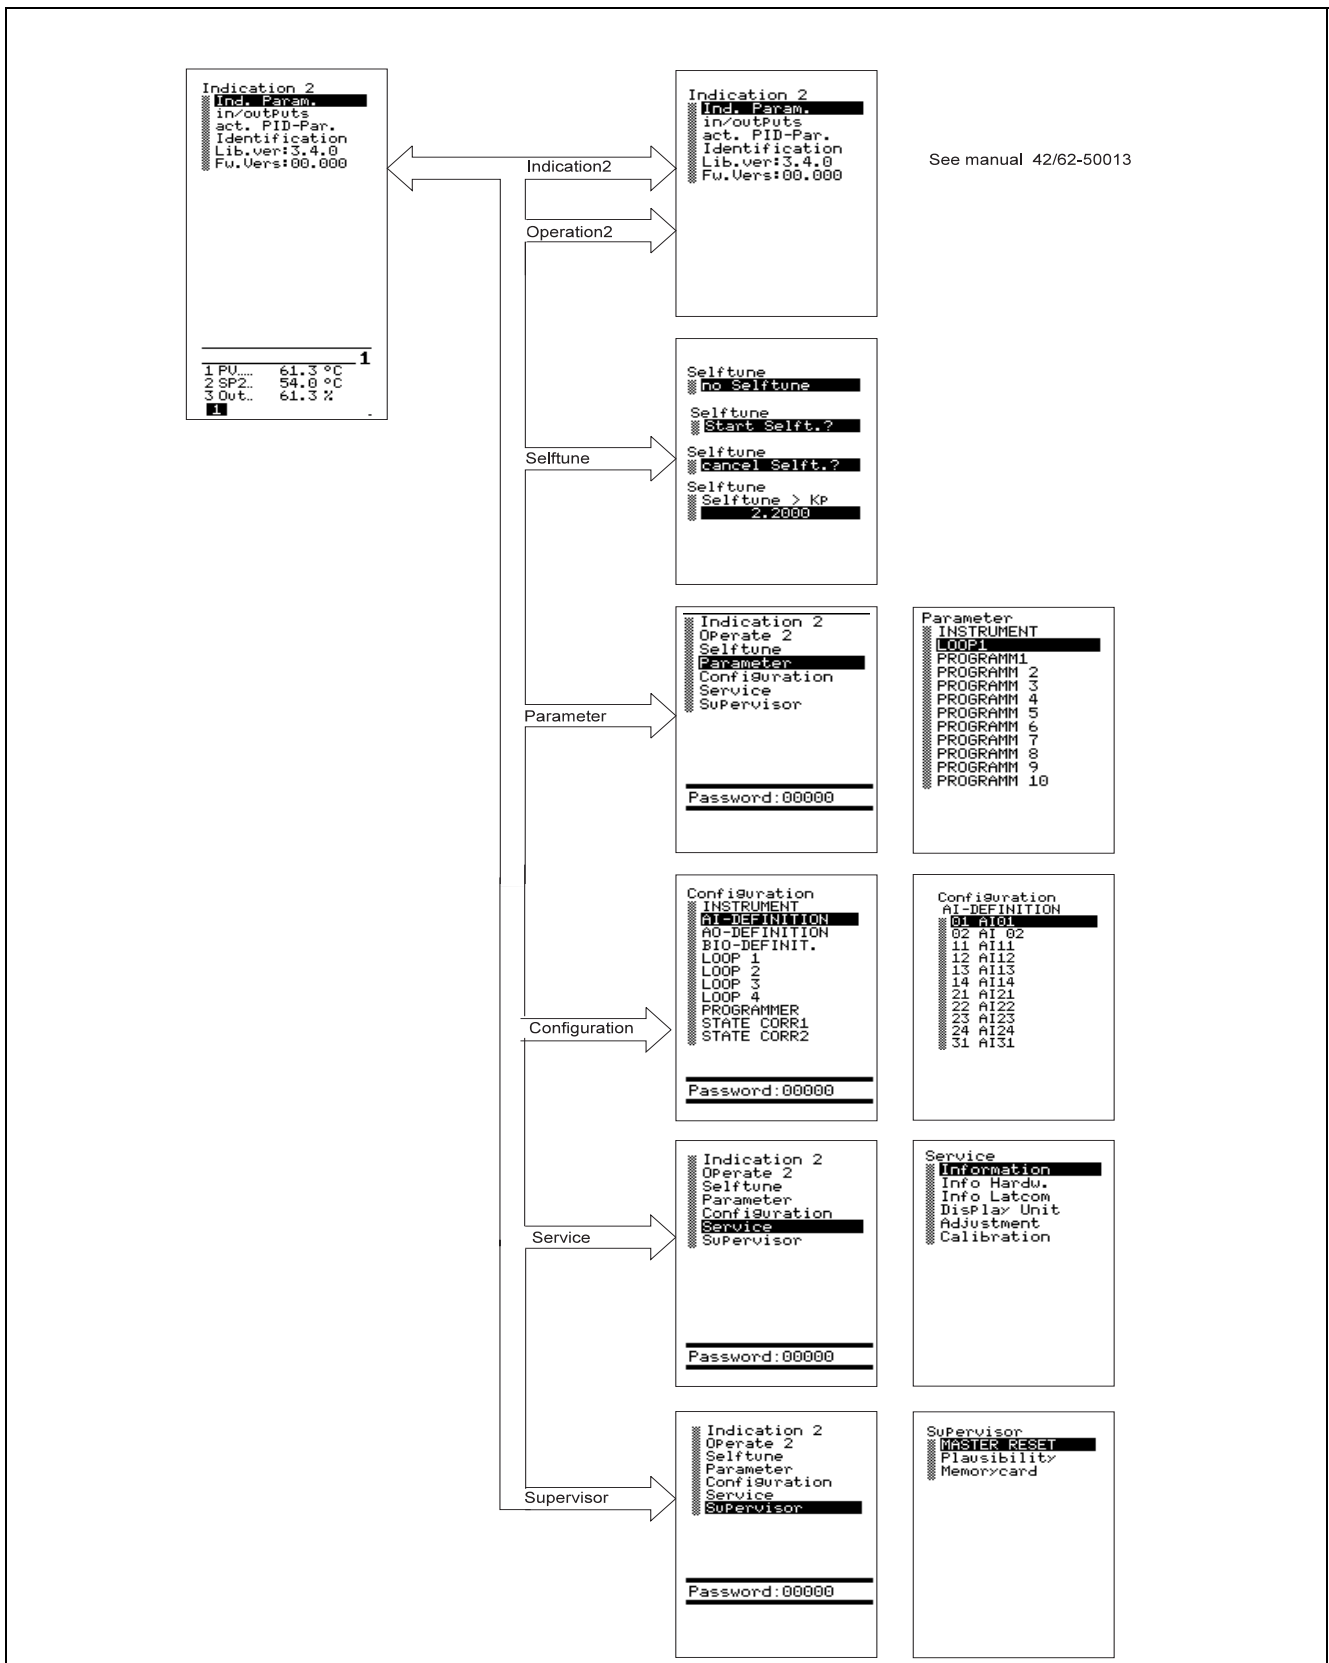 Indication 2
Ind. Param.
in/outputs
act. PID-Par.
Identification
Lib.ver:3.4.0
Fw.Vers:00.000
1
1 PV..... 61.3 °C
2 SP2.. 54.0 °C
3 Out.. 61.3 %
1
Indication2
Indication 2
Ind. Param.
in/outputs
act. PID-Par.
Identification
Lib.ver:3.4.0
Fw.Vers:00.000
See manual 42/62-50013
Operation2
Selftune
Selftune
no Selftune
Selftune
Start Selft.?
Selftune
cancel Selft.?
Selftune
Selftune > Kp
2.2000
Parameter
Indication 2
Operate 2
Selftune
Parameter
Configuration
Service
Supervisor
Password:00000
Parameter
INSTRUMENT
LOOP1
PROGRAMM1
PROGRAMM 2
PROGRAMM 3
PROGRAMM 4
PROGRAMM 5
PROGRAMM 6
PROGRAMM 7
PROGRAMM 8
PROGRAMM 9
PROGRAMM 10
Configuration
Configuration
INSTRUMENT
AI-DEFINITION
AO-DEFINITION
BIO-DEFINIT.
LOOP 1
LOOP 2
LOOP 3
LOOP 4
PROGRAMMER
STATE CORR1
STATE CORR2
Password:00000
Configuration
AI-DEFINITION
01 AI01
02 AI 02
11 AI11
12 AI12
13 AI13
14 AI14
21 AI21
22 AI22
23 AI23
24 AI24
31 AI31
Service
Indication 2
Operate 2
Selftune
Parameter
Configuration
Service
Supervisor
Password:00000
Service
Information
Info Hardw.
Info Latcom
Display Unit
Adjustment
Calibration
Supervisor
Indication 2
Operate 2
Selftune
Parameter
Configuration
Service
Supervisor
Password:00000
Supervisor
MASTER RESET
Plausibility
Memorycard